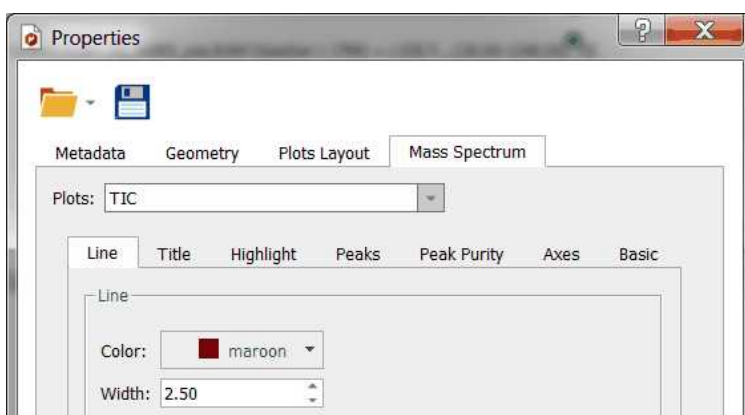 Properties
Metadata Geometry Plots Layout Mass Spectrum
Plots: TIC
Line Title Highlight Peaks Peak Purity Axes Basic
Line
Color: maroon
Width: 2.50